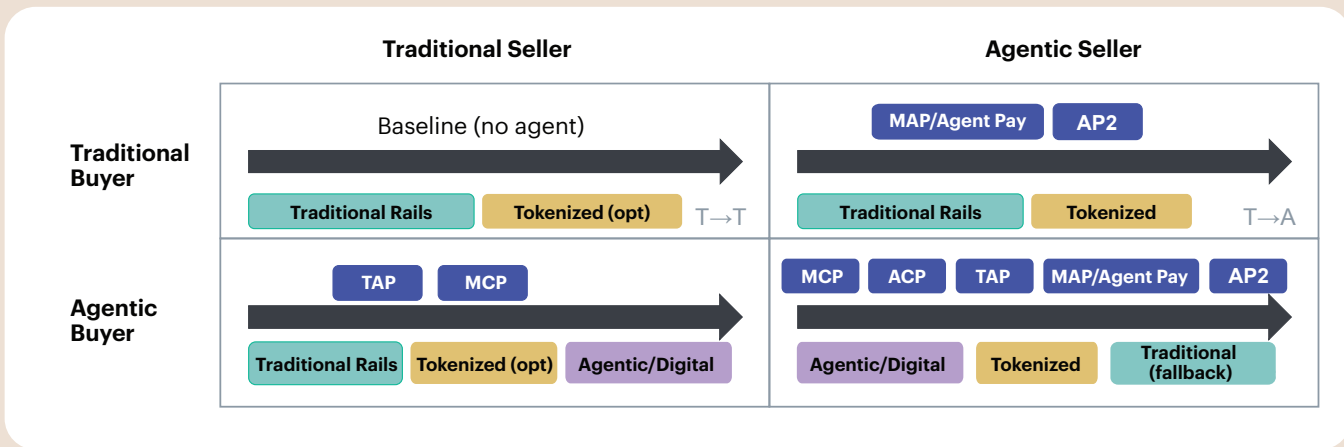 Traditional Seller
Agentic Seller
Traditional
Buyer
Baseline (no agent)
Traditional Rails
Tokenized (opt)
T→T
MAP/Agent Pay
AP2
Traditional Rails
Tokenized
T→A
Agentic
Buyer
TAP
MCP
Traditional Rails
Tokenized (opt)
Agentic/Digital
MCP
ACP
TAP
MAP/Agent Pay
AP2
Agentic/Digital
Tokenized
Traditional
(fallback)